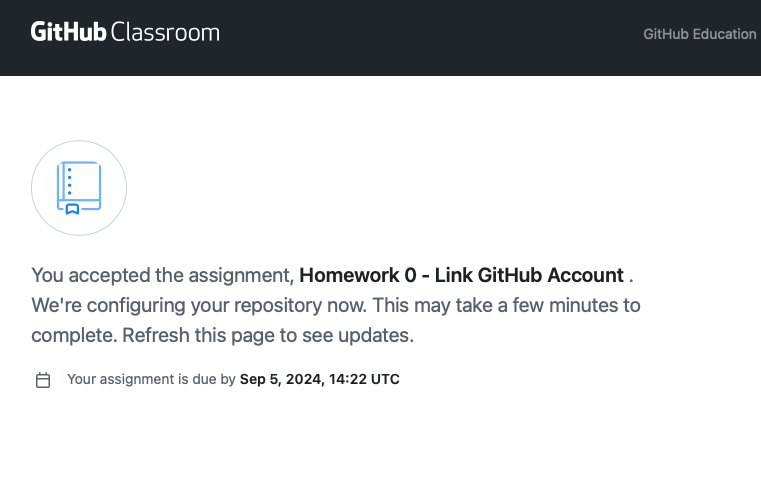 GitHub Classroom
GitHub Education
You accepted the assignment, Homework 0 - Link GitHub Account .
We're configuring your repository now. This may take a few minutes to
complete. Refresh this page to see updates.
Your assignment is due by Sep 5, 2024, 14:22 UTC